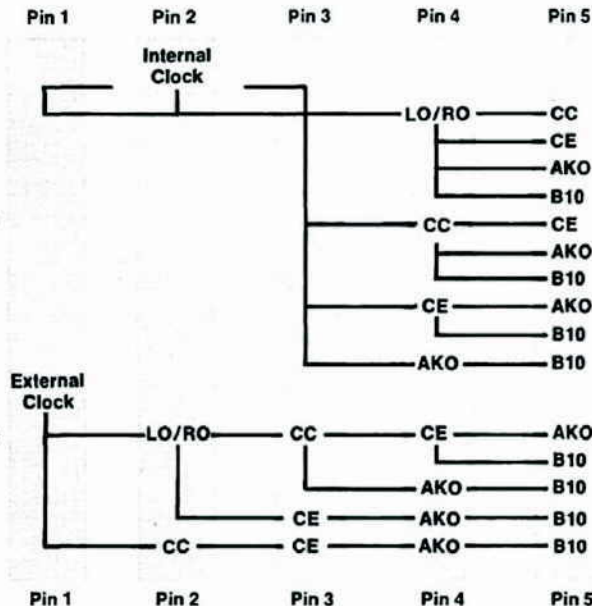 Pin 1 Pin 2 Pin 3 Pin 4 Pin 5
Internal
Clock
LO/RO CC
CE
AKO
B10
CC CE
AKO
B10
CE AKO
B10
AKO B10
External
Clock
LO/RO CC CE AKO
B10
AKO B10
CE AKO B10
CC CE AKO B10
Pin 1 Pin 2 Pin 3 Pin 4 Pin 5